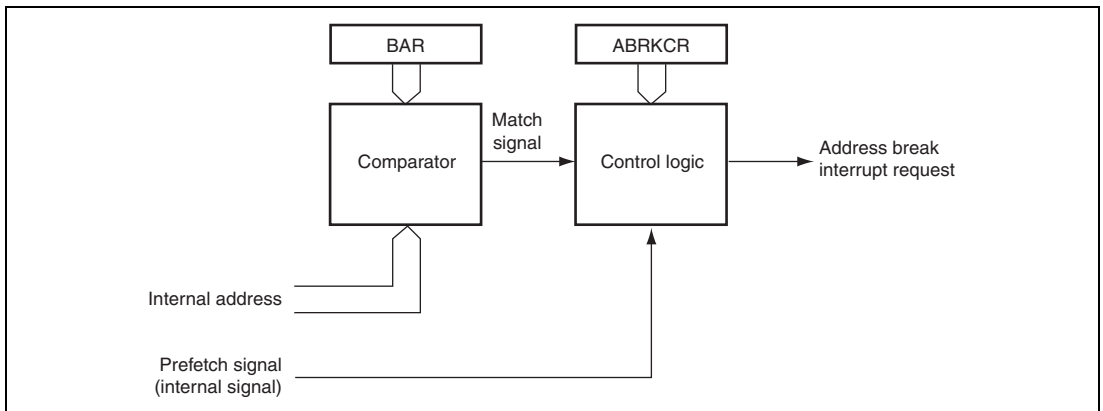 BAR
ABRKCR
Match
signal
Comparator
Control logic
Address break
interrupt request
Internal address
Prefetch signal
(internal signal)